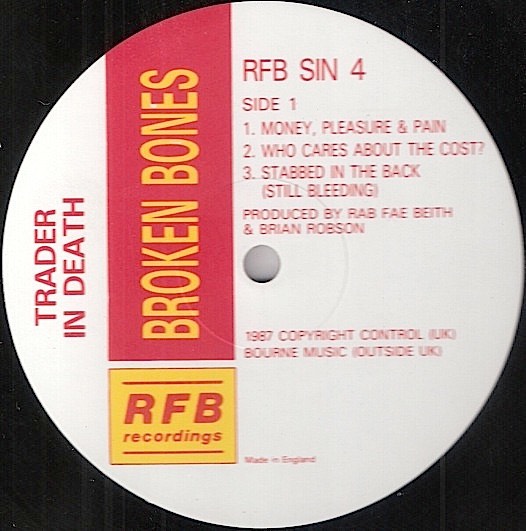 TRADER
IN DEATH
BROKEN BONES
RFB SIN 4
SIDE 1
1. MONEY, PLEASURE & PAIN
2. WHO CARES ABOUT THE COST?
3. STABBED IN THE BACK
(STILL BLEEDING)
PRODUCED BY RAB FAE BEITH
& BRIAN ROBSON
1987 COPYRIGHT CONTROL (UK)
BOURNE MUSIC (OUTSIDE UK)
RFB
recordings
Made in England